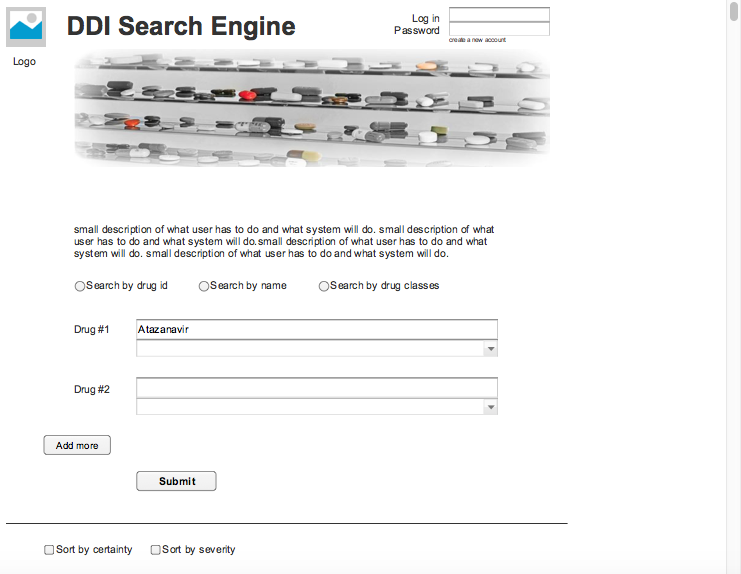 DDI Search Engine
Log in
Password
create a new account
Logo
small description of what user has to do and what system will do. small description of what
user has to do and what system will do.small description of what user has to do and what
system will do. small description of what user has to do and what system will do.
Search by drug id Search by name Search by drug classes
Drug #1 Atazanavir
Drug #2
Add more
Submit
Sort by certainty Sort by severity